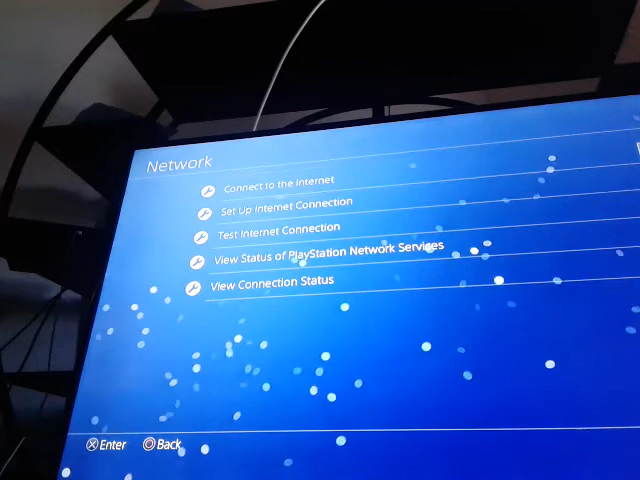 Network
Connect to the Internet
Set Up Internet Connection
Test Internet Connection
View Status of PlayStation Network Services
View Connection Status
Enter Back